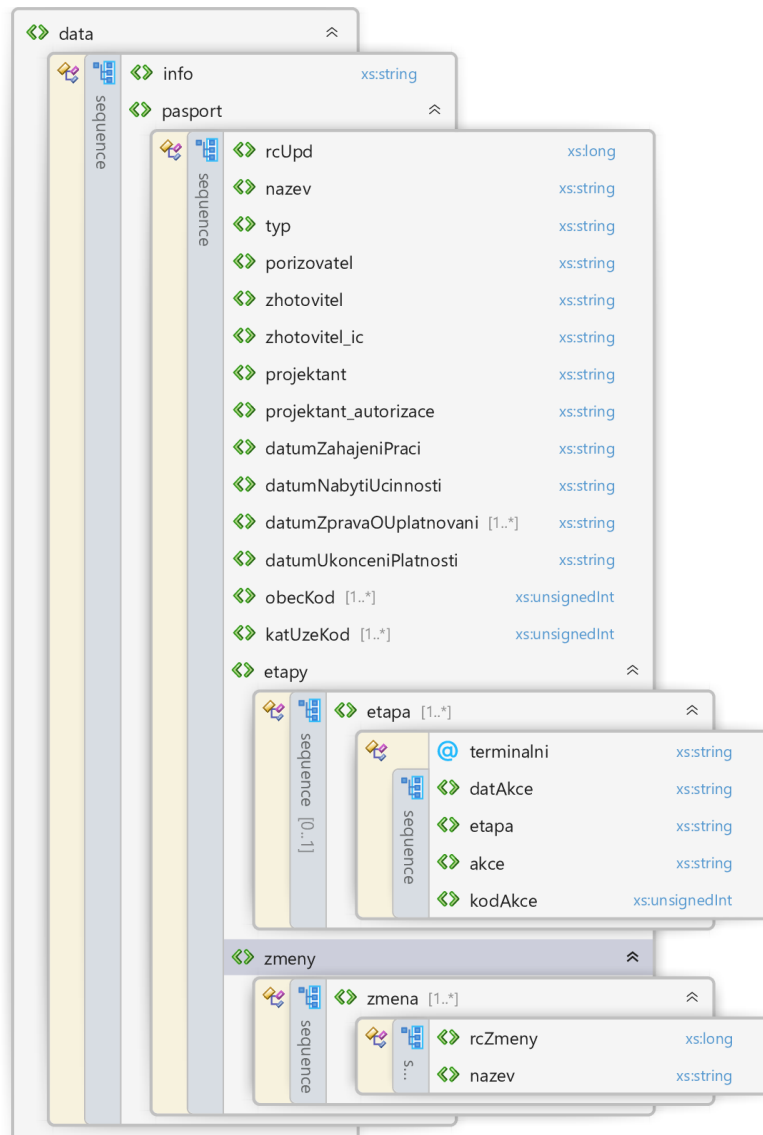 data
sequence
info xs:string
pasport
sequence
rcUpd xs:long
nazev xs:string
typ xs:string
porizovatel xs:string
zhotovitel xs:string
zhotovitel_ic xs:string
projektant xs:string
projektant_autorizace xs:string
datumZahajeniPraci xs:string
datumNabytiUcinnosti xs:string
datumZpravaOUplatnovani [1..*] xs:string
datumUkonceniPlatnosti xs:string
obecKod [1..*] xs:unsignedInt
katUzeKod [1..*] xs:unsignedInt
etapy
sequence [0..1]
etapa [1..*]
@ terminalni xs:string
sequence
datAkce xs:string
etapa xs:string
akce xs:string
kodAkce xs:unsignedInt
zmeny
sequence
zmena [1..*]
s...
rcZmeny xs:long
nazev xs:string